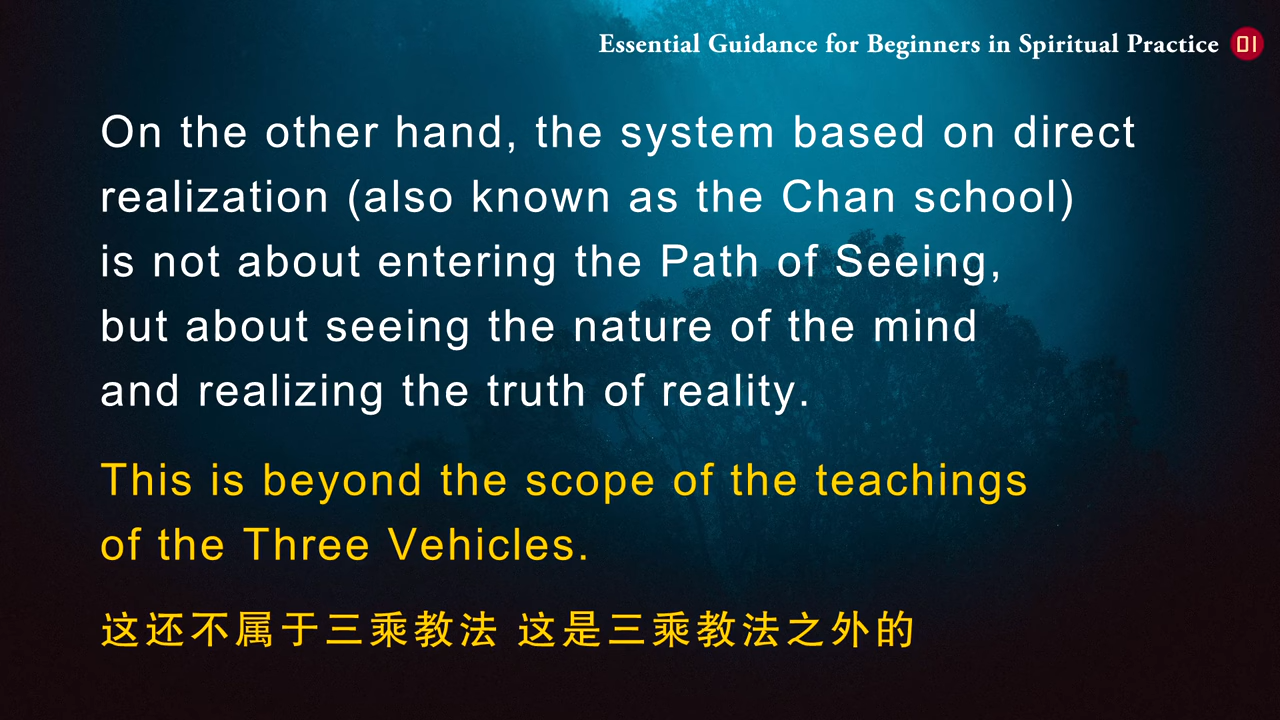 Essential Guidance for Beginners in Spiritual Practice 01
On the other hand, the system based on direct
realization (also known as the Chan school)
is not about entering the Path of Seeing,
but about seeing the nature of the mind
and realizing the truth of reality.
This is beyond the scope of the teachings
of the Three Vehicles.
这还不属于三乘教法 这是三乘教法之外的